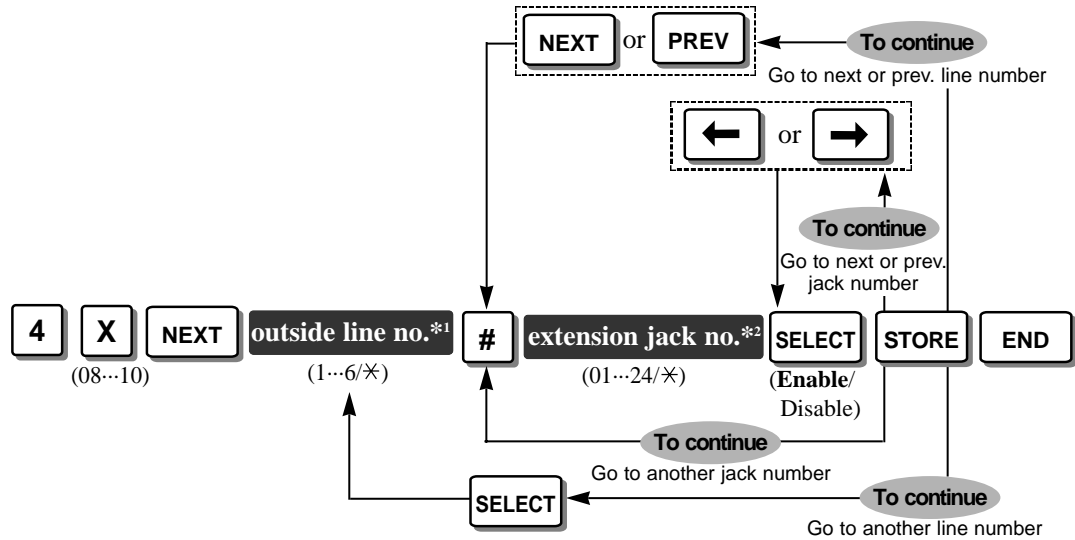 NEXT or PREV
To continue
Go to next or prev. line number
← or →
To continue
Go to next or prev.
jack number
4 X NEXT outside line no.*1 # extension jack no.*2 SELECT STORE END
(08···10) (1···6/✳) (01···24/✳) (Enable/
Disable)
To continue
Go to another jack number
SELECT
To continue
Go to another line number